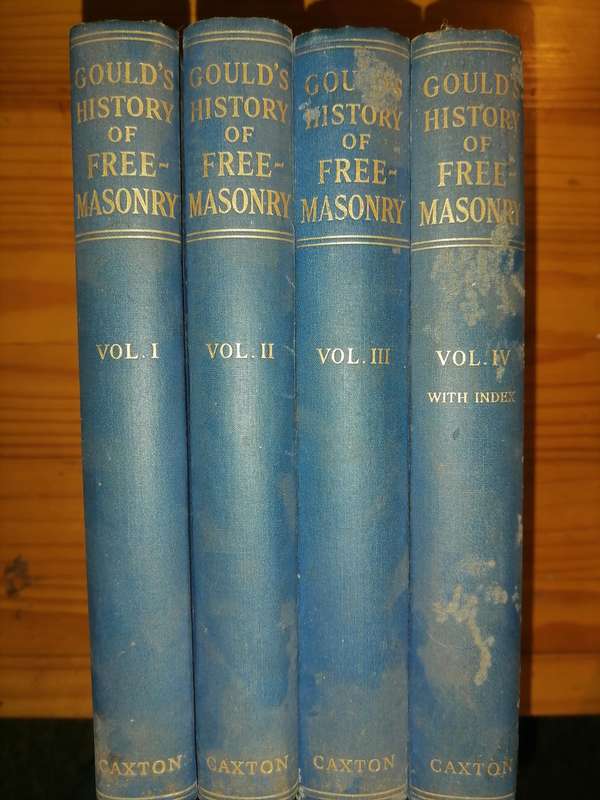 GOULD'S
HISTORY
OF
FREE-
MASONRY
VOL. I
CAXTON
GOULD'S
HISTORY
OF
FREE-
MASONRY
VOL. II
CAXTON
GOULD'S
HISTORY
OF
FREE-
MASONRY
VOL. III
CAXTON
GOULD'S
HISTORY
OF
FREE-
MASONRY
VOL. IV
WITH INDEX
CAXTON